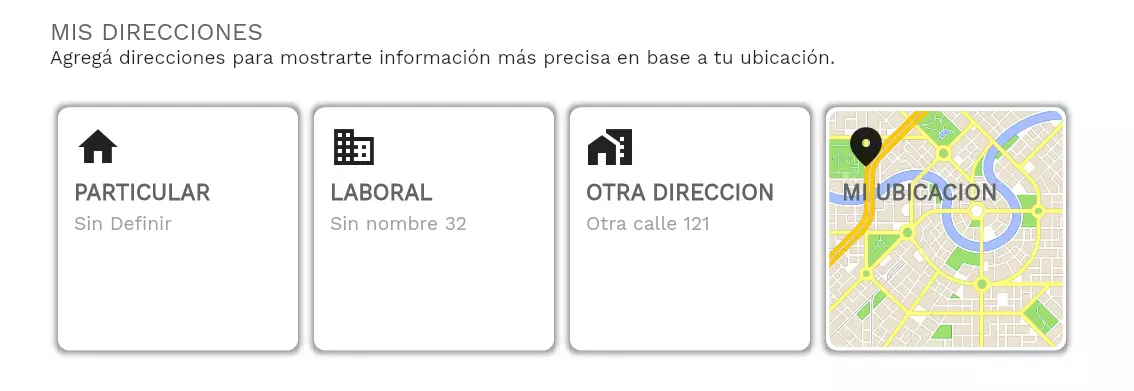 MIS DIRECCIONES
Agregá direcciones para mostrarte información más precisa en base a tu ubicación.
PARTICULAR
Sin Definir
LABORAL
Sin nombre 32
OTRA DIRECCION
Otra calle 121
MI UBICACION